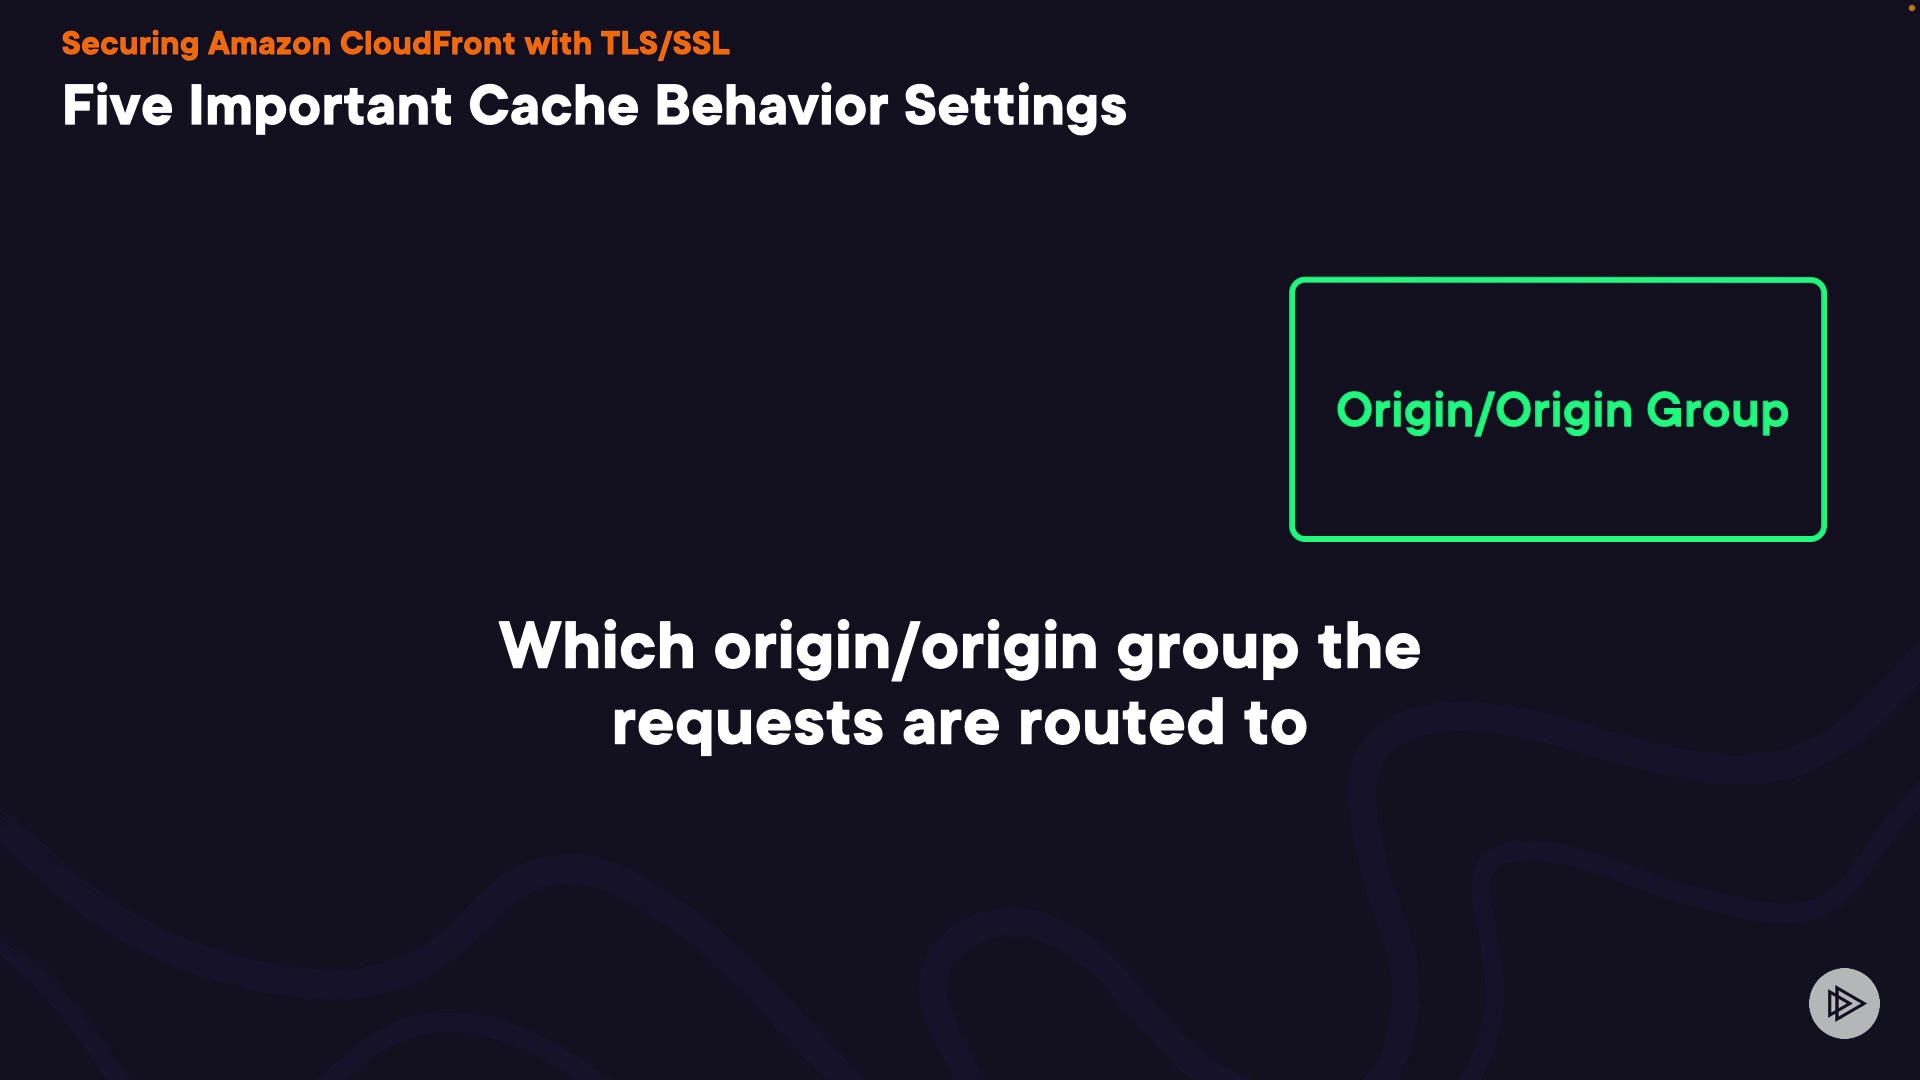 Securing Amazon CloudFront with TLS/SSL
Five Important Cache Behavior Settings
Origin/Origin Group
Which origin/origin group the
requests are routed to